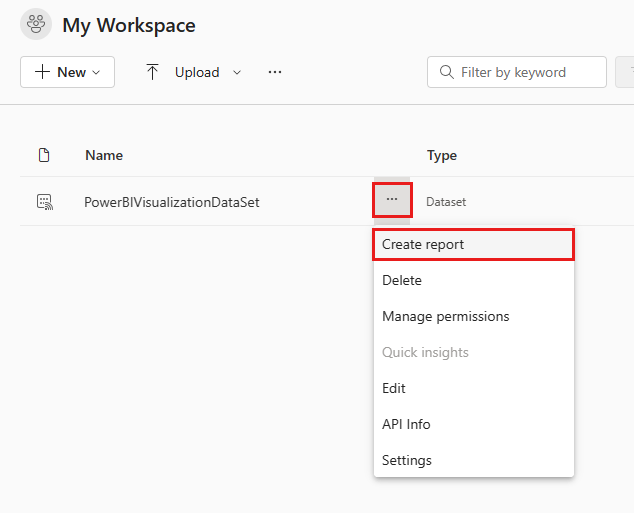 My Workspace
New Upload ... Filter by keyword
Name Type
PowerBIVisualizationDataSet ... Dataset
Create report
Delete
Manage permissions
Quick insights
Edit
API Info
Settings